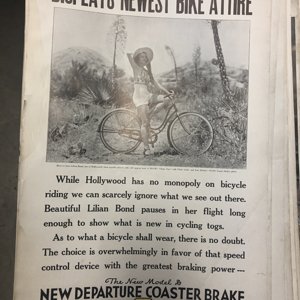 DISPLAYS NEWEST BIKE ATTIRE
While Hollywood has no monopoly on bicycle
riding we can scarcely ignore what we see out there.
Beautiful Lilian Bond pauses in her flight long
enough to show what is new in cycling togs.
As to what a bicycle shall wear, there is no doubt.
The choice is overwhelmingly in favor of that speed
control device with the greatest braking power—
The New Model D
NEW DEPARTURE COASTER BRAKE